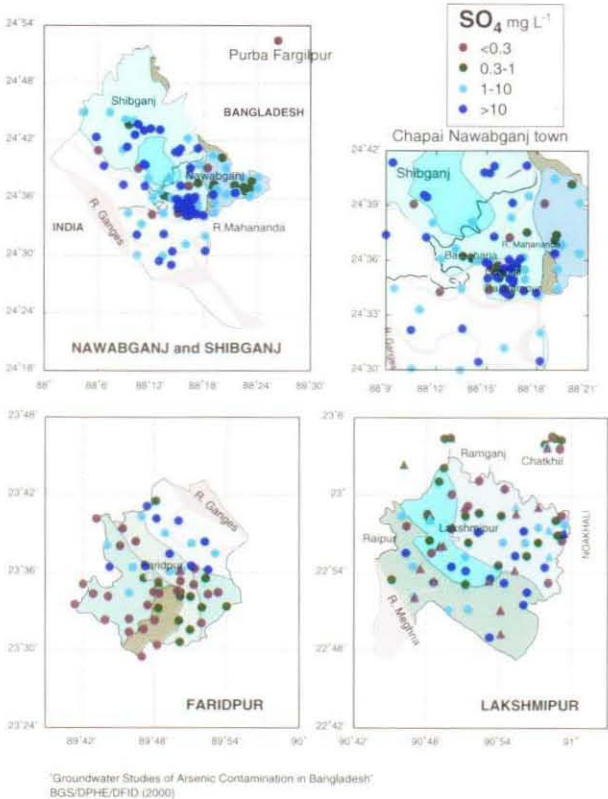 SO4 mg L-1
<0.3
0.3-1
1-10
>10
24°54'
24°48'
24°42'
24°36'
24°30'
24°24'
24°18'
88°
88°6'
88°12'
88°18'
88°24'
88°30'
Purba Fargilpur
Shibganj
BANGLADESH
Nawabganj
R. Ganges
INDIA
R.Mahananda
NAWABGANJ and SHIBGANJ
Chapai Nawabganj town
24°42'
24°39'
24°36'
24°33'
24°30'
88°9'
88°12'
88°15'
88°18'
88°21'
Shibganj
R. Mahananda
R. Ganges
23°48'
23°42'
23°36'
23°30'
23°24'
89°42'
89°48'
89°54'
90°
R. Ganges
Faridpur
FARIDPUR
23°6'
23°
22°54'
22°48'
22°42'
90°42'
90°48'
90°54'
91°
Ramganj
Chatkhil
Lakshmipur
Raipur
NOAKHALI
R. Meghna
LAKSHMIPUR
"Groundwater Studies of Arsenic Contamination in Bangladesh"
BGS/DPHE/DFID (2000)